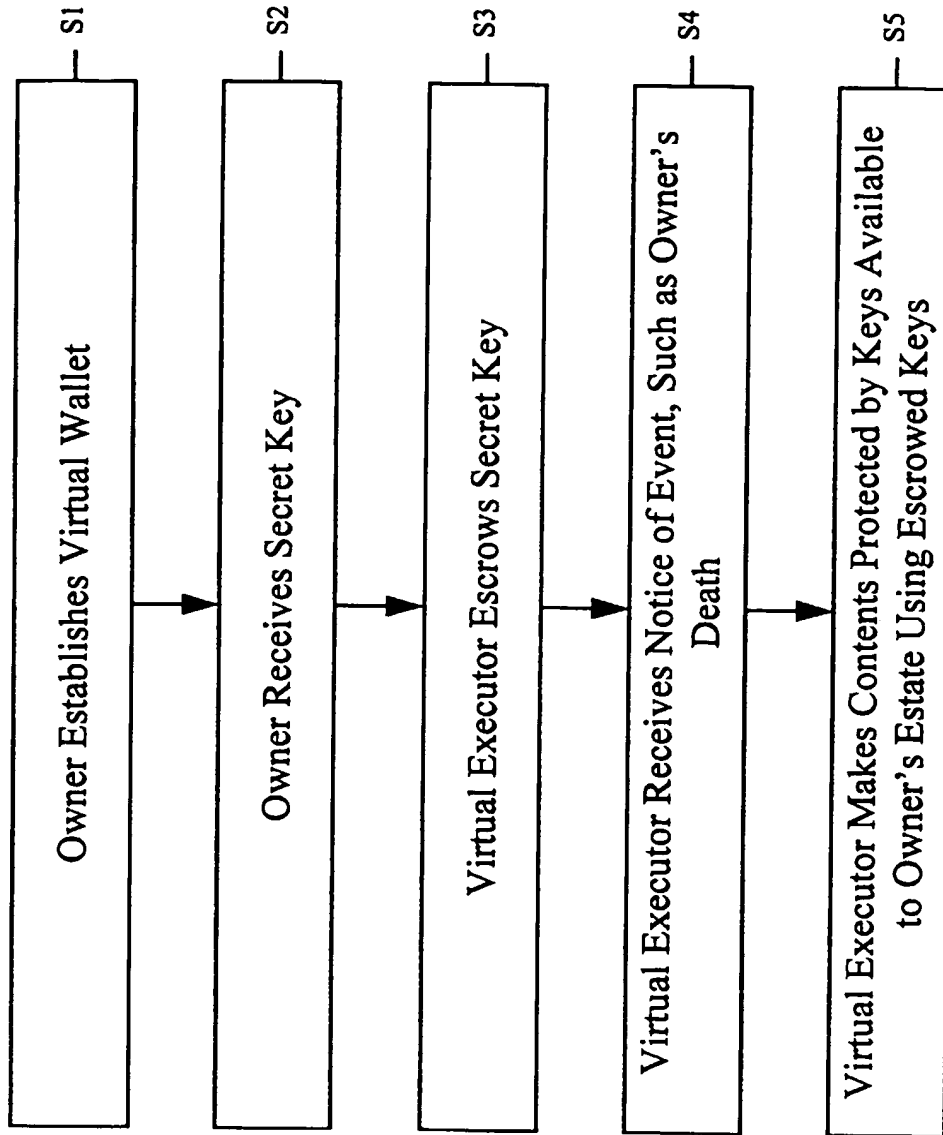 Owner Establishes Virtual Wallet
S1
Owner Receives Secret Key
S2
Virtual Executor Escrows Secret Key
S3
Virtual Executor Receives Notice of Event, Such as Owner's
Death
S4
Virtual Executor Makes Contents Protected by Keys Available
to Owner's Estate Using Escrowed Keys
S5